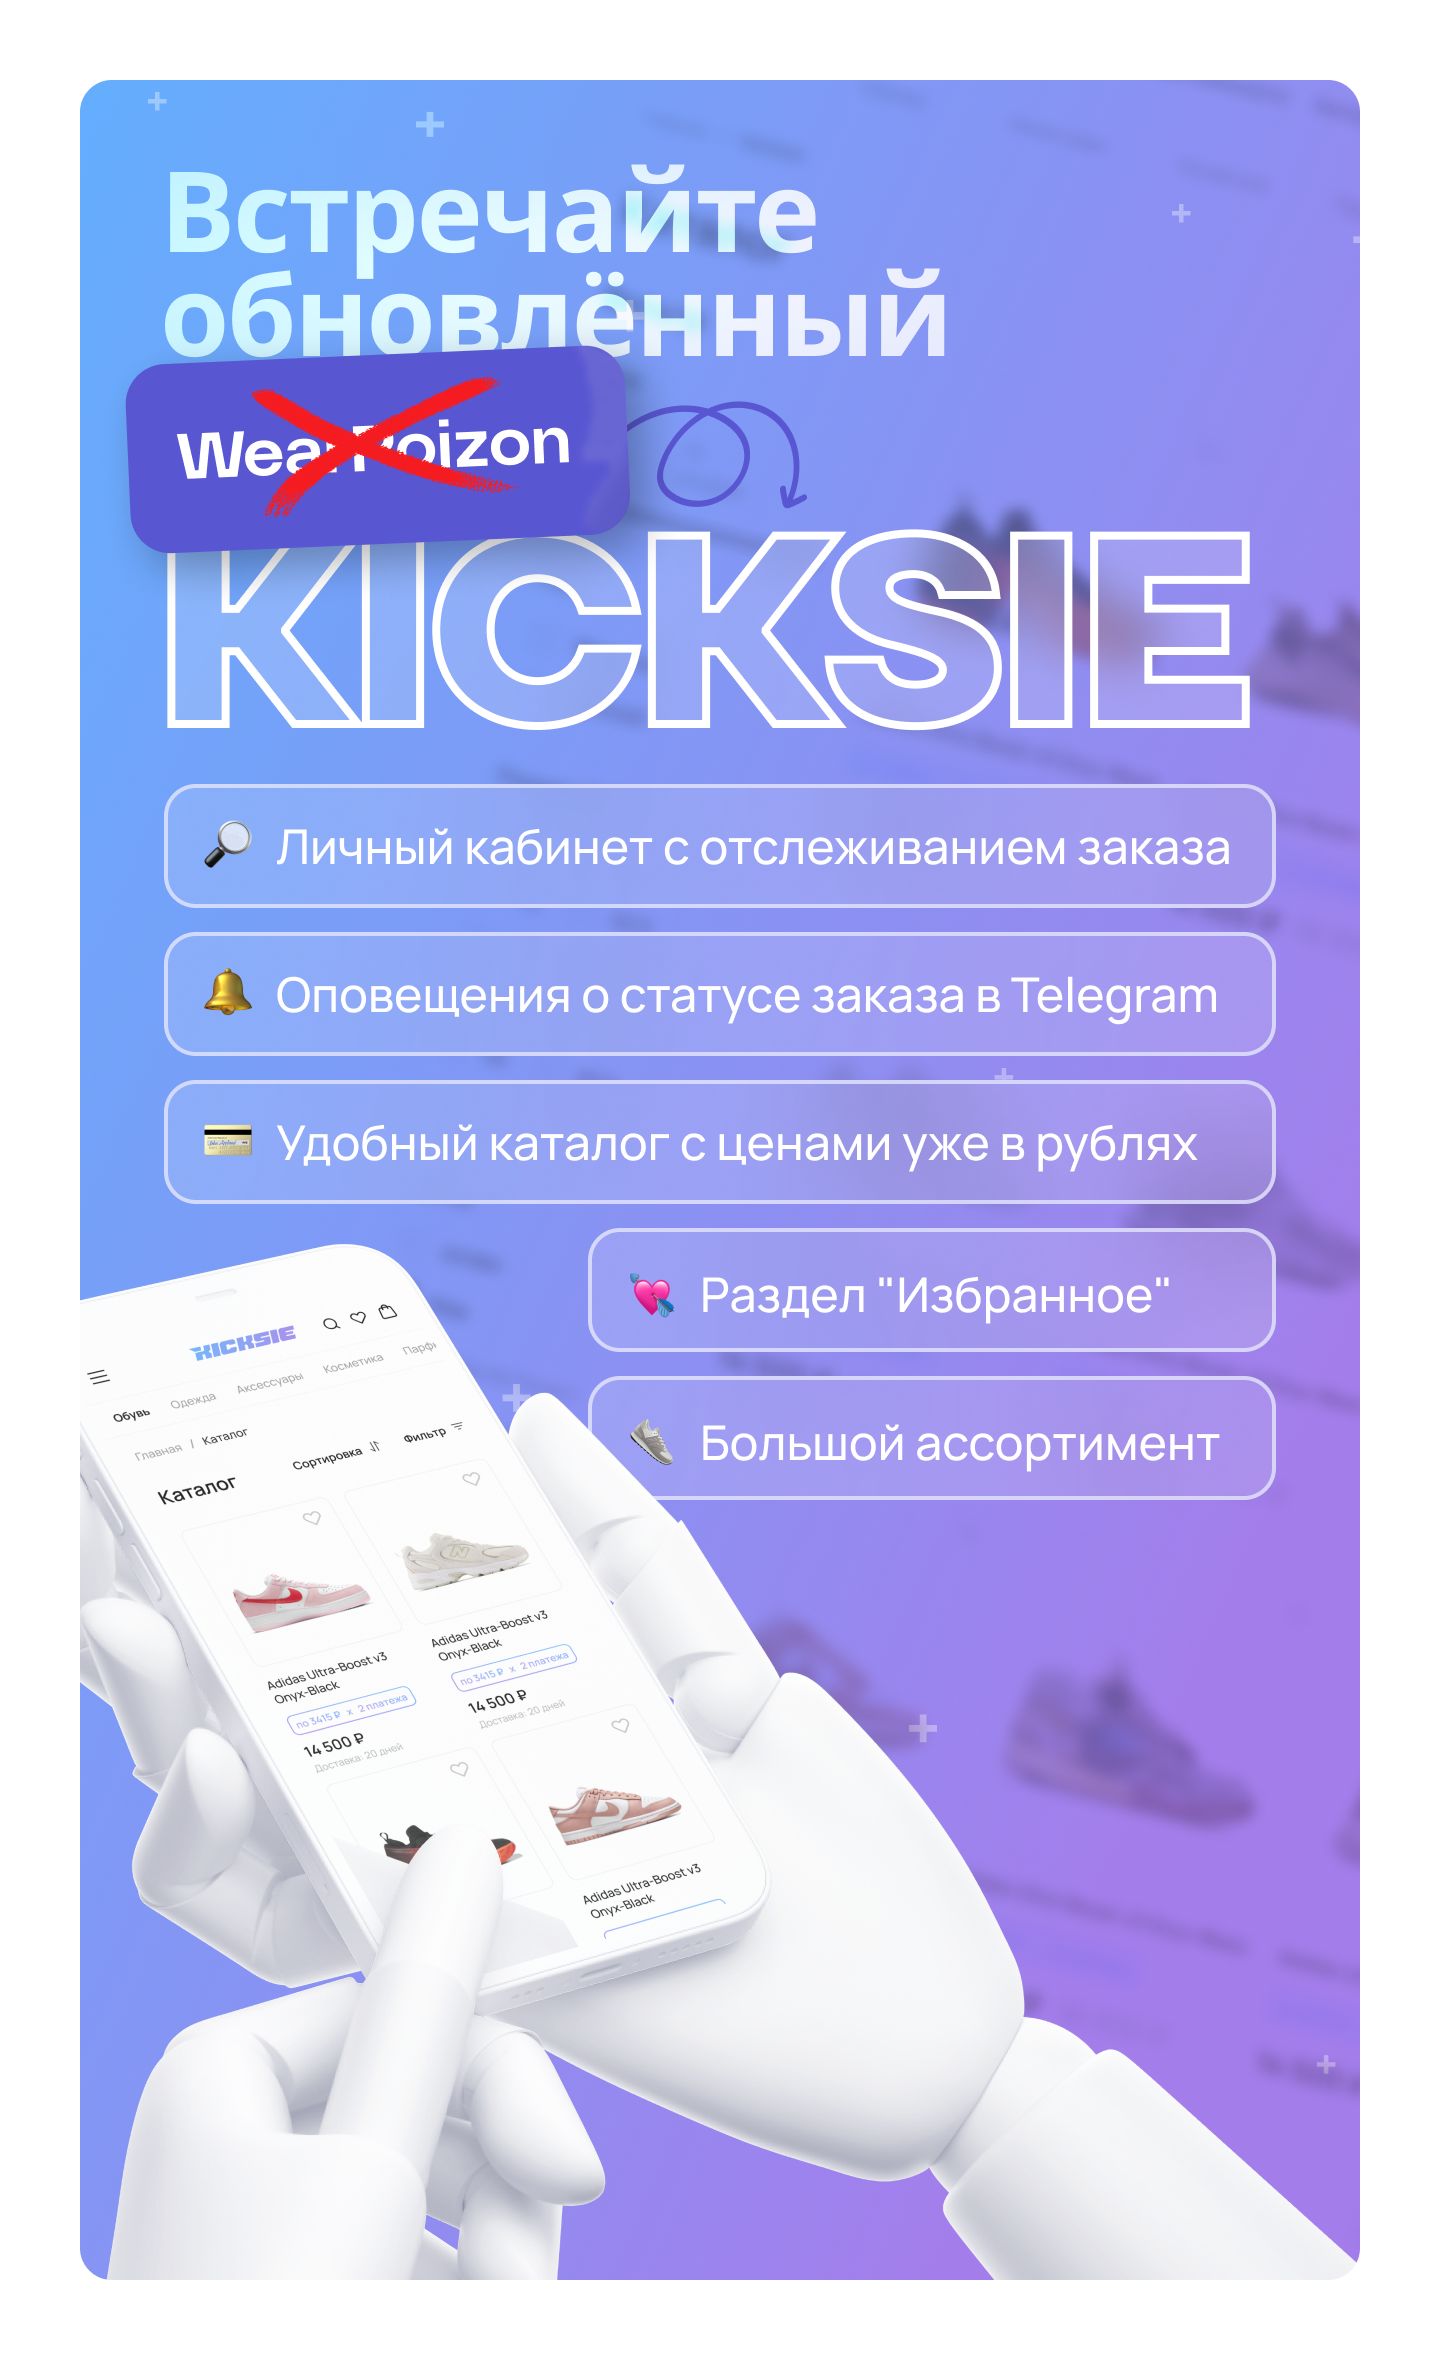 Встречайте
обновлённый
WearPoizon
KICKSIE
Личный кабинет с отслеживанием заказа
Оповещения о статусе заказа в Telegram
Удобный каталог с ценами уже в рублях
Раздел "Избранное"
Большой ассортимент
KICKSIE
Обувь Одежда Аксессуары Косметика Парфю
Главная / Каталог
Каталог
Сортировка Фильтр
Adidas Ultra-Boost v3
Onyx-Black
по 3415 ₽ х 2 платежа
14 500 ₽
Доставка: 20 дней
Adidas Ultra-Boost v3
Onyx-Black
по 3415 ₽ х 2 платежа
14 500 ₽
Доставка: 20 дней
Adidas Ultra-Boost v3
Onyx-Black